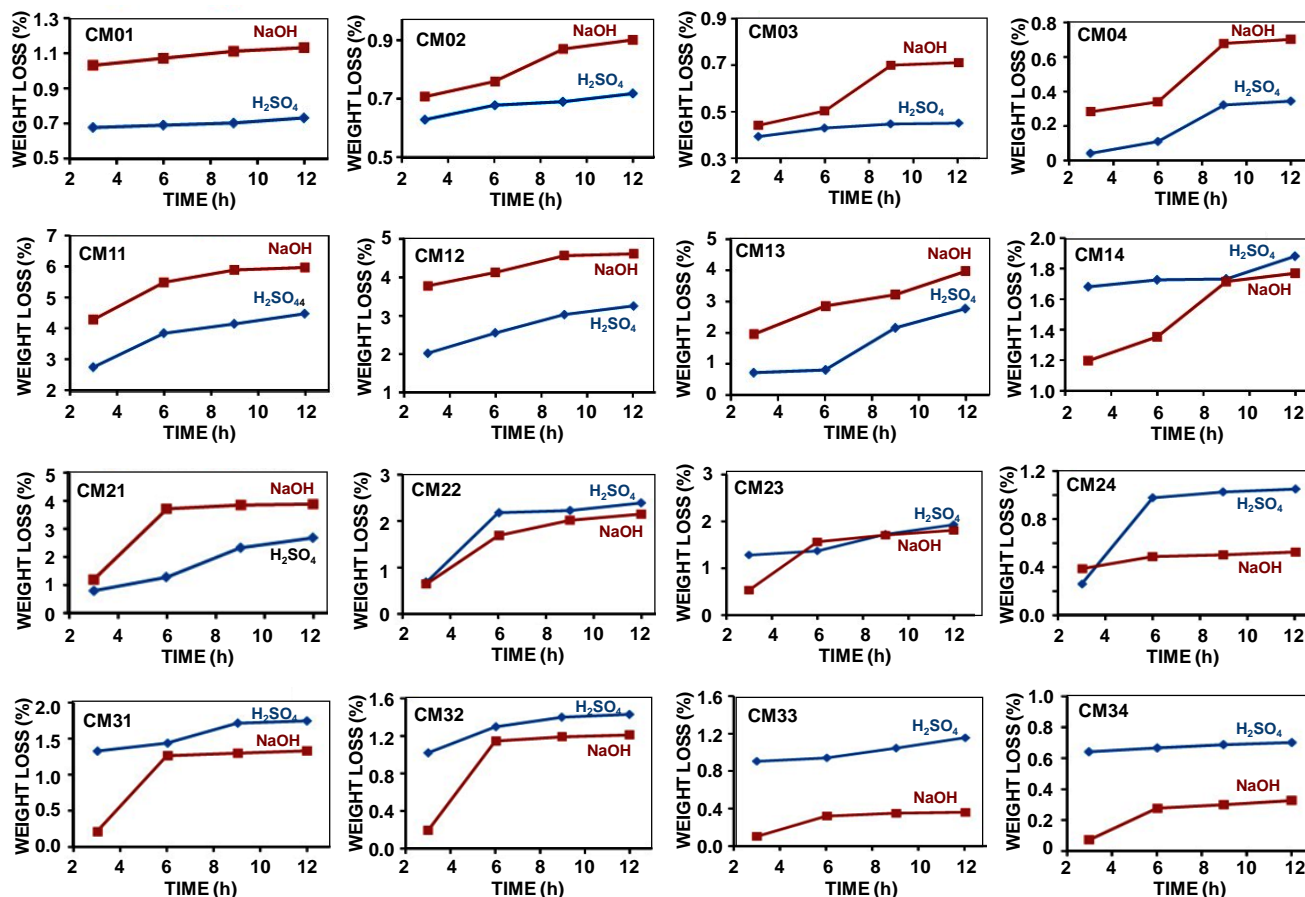 WEIGHT LOSS (%)
1.3
1.1
0.9
0.7
0.5
CM01
NaOH
H₂SO₄
2 4 6 8 10 12
TIME (h)
WEIGHT LOSS (%)
0.9
0.7
0.5
CM02
NaOH
H₂SO₄
2 4 6 8 10 12
TIME (h)
WEIGHT LOSS (%)
0.9
0.7
0.5
0.3
CM03
NaOH
H₂SO₄
2 4 6 8 10 12
TIME (h)
WEIGHT LOSS (%)
0.8
0.6
0.4
0.2
0
CM04
NaOH
H₂SO₄
2 4 6 8 10 12
TIME (h)
WEIGHT LOSS (%)
7
6
5
4
3
2
CM11
NaOH
H₂SO₄₄
2 4 6 8 10 12
TIME (h)
WEIGHT LOSS (%)
5
4
3
2
1
CM12
NaOH
H₂SO₄
2 4 6 8 10 12
TIME (h)
WEIGHT LOSS (%)
5
4
3
2
1
0
CM13
NaOH
H₂SO₄
2 4 6 8 10 12
TIME (h)
WEIGHT LOSS (%)
2.0
1.8
1.6
1.4
1.2
1.0
CM14
H₂SO₄
NaOH
2 4 6 8 10 12
TIME (h)
WEIGHT LOSS (%)
5
4
3
2
1
0
CM21
NaOH
H₂SO₄
2 4 6 8 10 12
TIME (h)
WEIGHT LOSS (%)
3
2
1
0
CM22
H₂SO₄
NaOH
2 4 6 8 10 12
TIME (h)
WEIGHT LOSS (%)
3
2
1
0
CM23
H₂SO₄
NaOH
2 4 6 8 10 12
TIME (h)
WEIGHT LOSS (%)
1.2
0.8
0.4
0.0
CM24
H₂SO₄
NaOH
2 4 6 8 10 12
TIME (h)
WEIGHT LOSS (%)
2.0
1.5
1.0
0.5
0.0
CM31
H₂SO₄
NaOH
2 4 6 8 10 12
TIME (h)
WEIGHT LOSS (%)
1.6
1.2
0.8
0.4
0.0
CM32
H₂SO₄
NaOH
2 4 6 8 10 12
TIME (h)
WEIGHT LOSS (%)
1.6
1.2
0.8
0.4
0.0
CM33
H₂SO₄
NaOH
2 4 6 8 10 12
TIME (h)
WEIGHT LOSS (%)
1.0
0.8
0.6
0.4
0.2
0
CM34
H₂SO₄
NaOH
2 4 6 8 10 12
TIME (h)